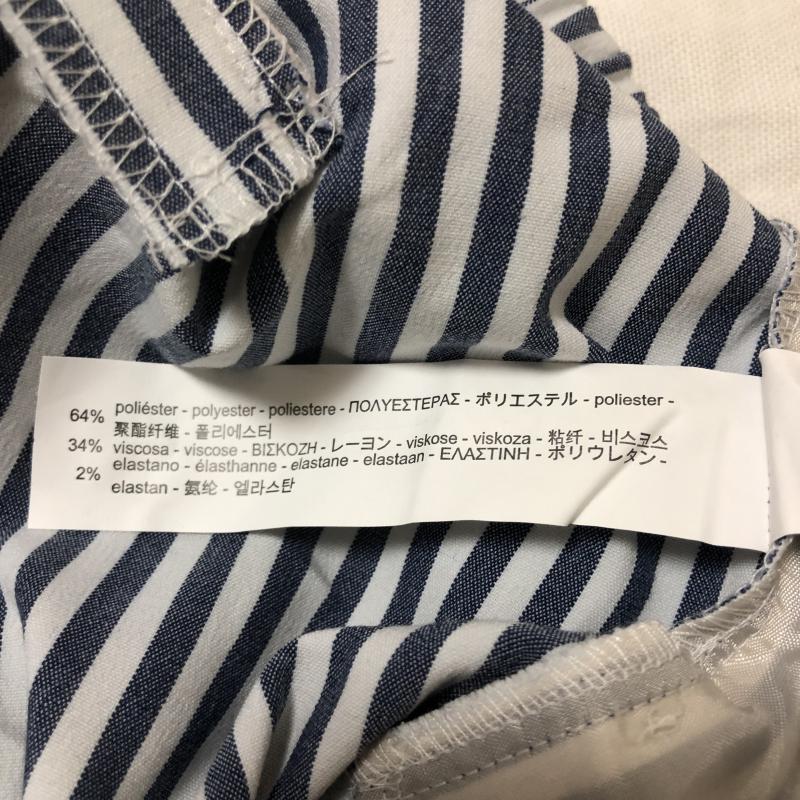 64% poliéster - polyester - poliestere - ΠΟΛΥΕΣΤΕΡΑΣ - ポリエステル - poliester -
聚酯纤维 - 폴리에스터
34% viscosa - viscose - ΒΙΣΚΟΖΗ - レーヨン - viskose - viskoza - 粘纤 - 비스코스
2% elastano - élasthanne - elastane - elastaan - ΕΛΑΣΤΙΝΗ - ポリウレタン -
elastan - 氨纶 - 엘라스탄